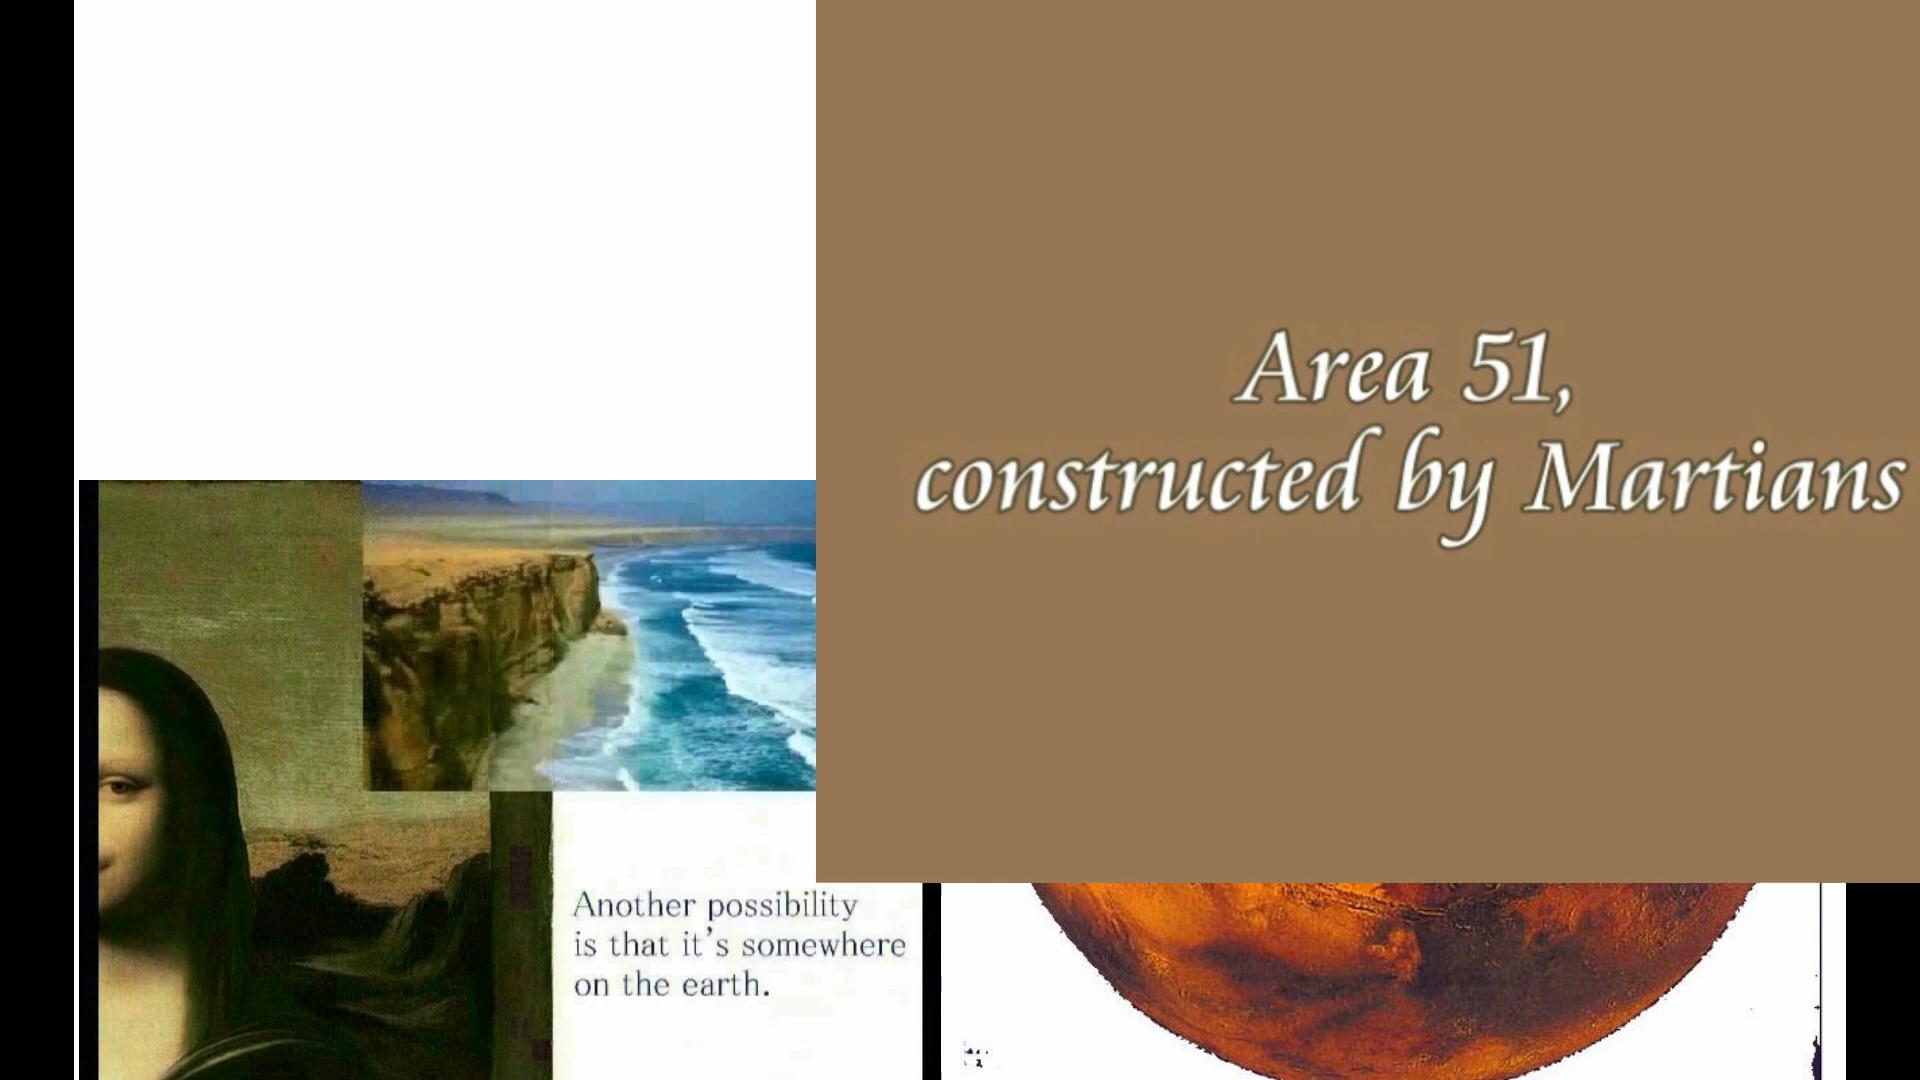 Area 51,
constructed by Martians
Another possibility
is that it's somewhere
on the earth.